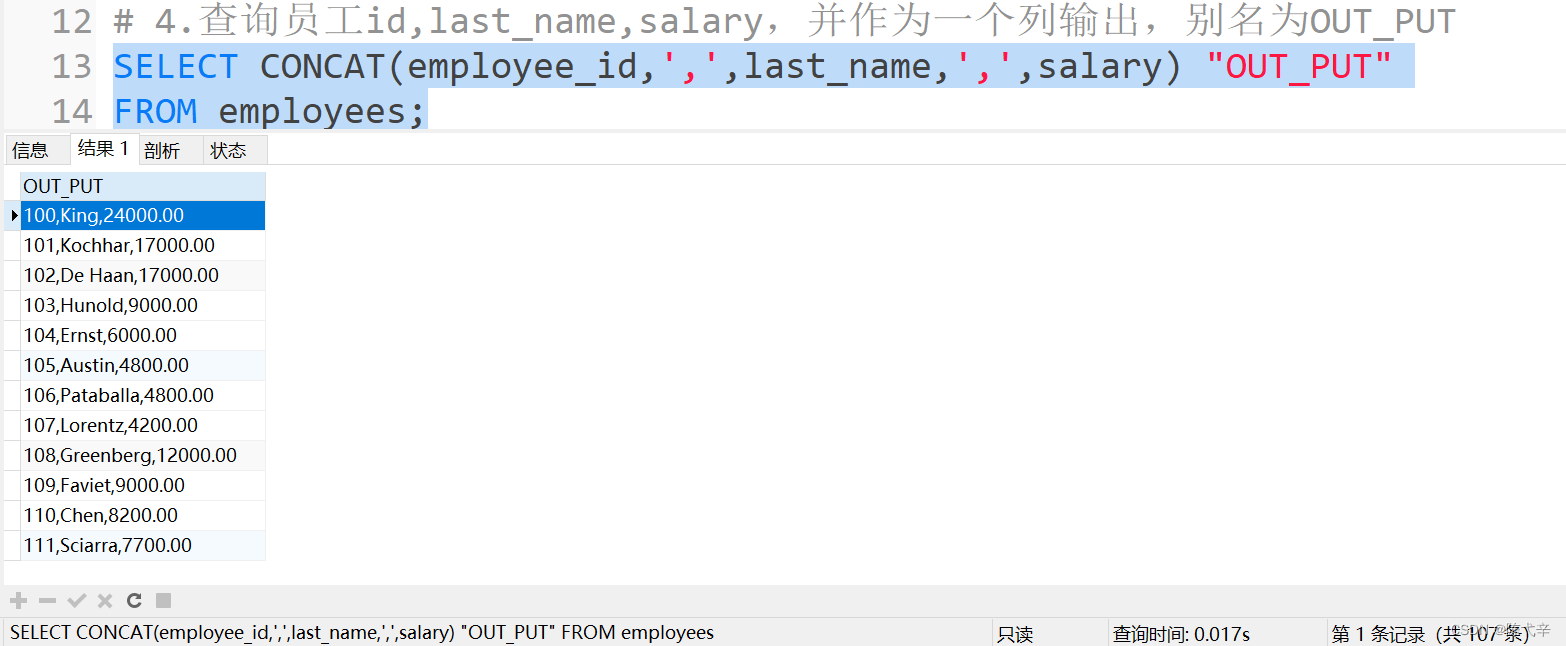 12 # 4.查询员工id,last_name,salary，并作为一个列输出，别名为OUT_PUT
13 SELECT CONCAT(employee_id,',',last_name,',',salary) "OUT_PUT"
14 FROM employees;
信息 结果 1 剖析 状态
OUT_PUT
100,King,24000.00
101,Kochhar,17000.00
102,De Haan,17000.00
103,Hunold,9000.00
104,Ernst,6000.00
105,Austin,4800.00
106,Pataballa,4800.00
107,Lorentz,4200.00
108,Greenberg,12000.00
109,Faviet,9000.00
110,Chen,8200.00
111,Sciarra,7700.00
SELECT CONCAT(employee_id,',',last_name,',',salary) "OUT_PUT" FROM employees 只读 查询时间: 0.017s 第 1 条记录（共 107 条）